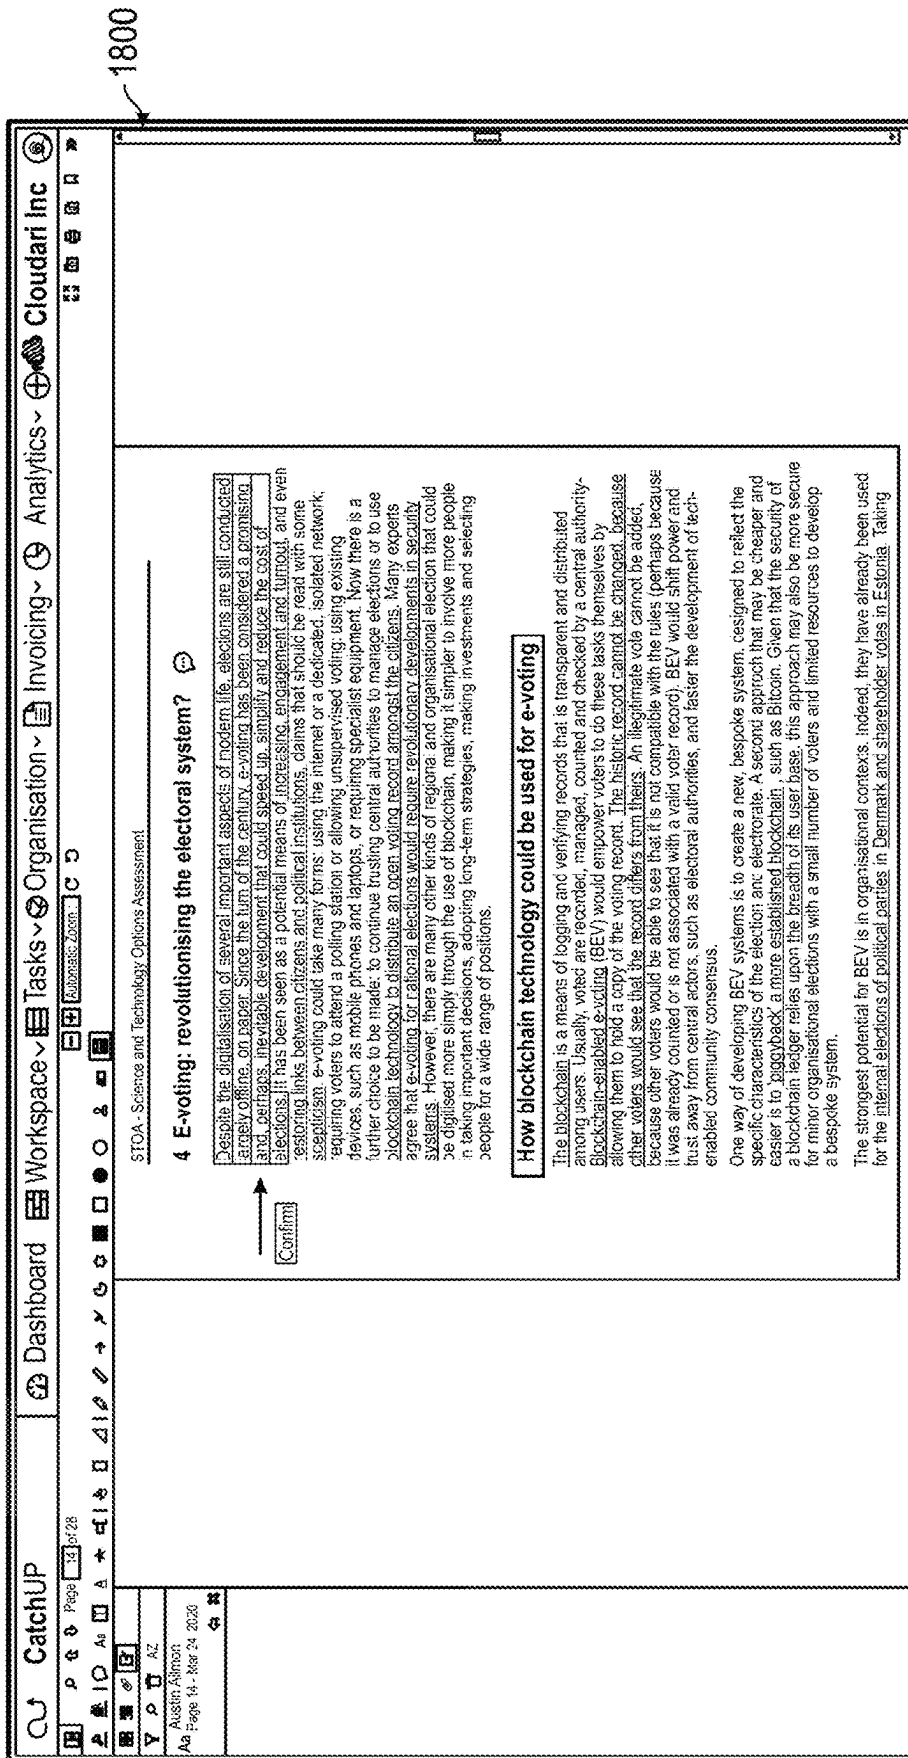 1800
CatchUP Dashboard Workspace Tasks Organisation Invoicing Analytics Cloudari Inc
Page 14 of 28 Automatic Zoom
Aa A
AZ
Austin Ailmon
Aa Page 14 - Mar 24 2020
STOA - Science and Technology Options Assessment
4 E-voting: revolutionising the electoral system?
Despite the digitalisation of several important aspects of modern life, elections are still conducted
largely offline, on paper. Since the turn of the century, e-voting has been considered a promising
and, perhaps, inevitable development that could speed up, simplify and reduce the cost of
elections. It has been seen as a potential means of increasing, engagement and turnout, and even
restoring links between citizens and political institutions, claims that should be read with some
scepticism. e-voting could take many forms: using the internet or a dedicated, isolated network;
requiring voters to attend a polling station or allowing unsupervised voting; using existing
devices, such as mobile phones and laptops, or requiring specialist equipment. Now there is a
further choice to be made: to continue trusting central authorities to manage elections or to use
blockchain technology to distribute an open voting record amongst the citizens. Many experts
agree that e-voting for national elections would require revolutionary developments in security
systems. However, there are many other kinds of regional and organisational election that could
be digilised more simply through the use of blockchain, making it simpler to involve more people
in taking important decisions, adopting long-term strategies, making investments and selecting
people for a wide range of positions.
Confirm
How blockchain technology could be used for e-voting
The blockchain is a means of logging and verifying records that is transparent and distributed
among users. Usually, voted are recorded, managed, counted and checked by a central authority-
Blockchain-enabled e-voting (BEV) would empower voters to do these tasks themselves by
allowing them to hold a copy of the voting record. The historic record cannot be changed, because
other voters would see that the record differs from theirs. An illegitimate vote cannot be added,
because other voters would be able to see that it is not compatible with the rules (perhaps because
it was already counted or is not associated with a valid voter record). BEV would shift power and
trust away from central actors, such as electoral authorities, and faster the development of tech-
enabled community consensus.
One way of developing BEV systems is to create a new, bespoke system, designed to reflect the
specific characteristics of the election and electrorate. A second approch that may be cheaper and
easier is to 'piggyback' a more established blockchain , such as Bitcoin. Given that the security of
a blockchain ledger relies upon the breadth of its user base, this approach may also be more secure
for minor organisational elections with a small number of voters and limited resources to develop
a bespoke system.
The strongest potential for BEV is in organisational contexts. Indeed, they have already been used
for the internal elections of political parties in Denmark and shareholder votes in Estonia. Taking